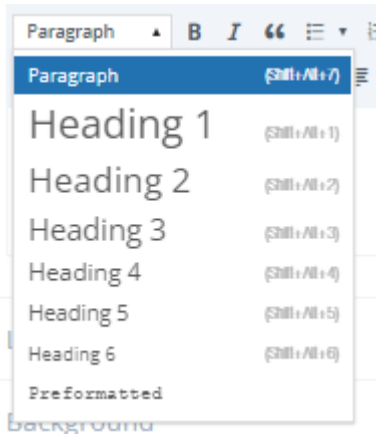 Paragraph B I
Paragraph (Shift+Alt+7)
Heading 1 (Shift+Alt+1)
Heading 2 (Shift+Alt+2)
Heading 3 (Shift+Alt+3)
Heading 4 (Shift+Alt+4)
Heading 5 (Shift+Alt+5)
Heading 6 (Shift+Alt+6)
Preformatted
Background